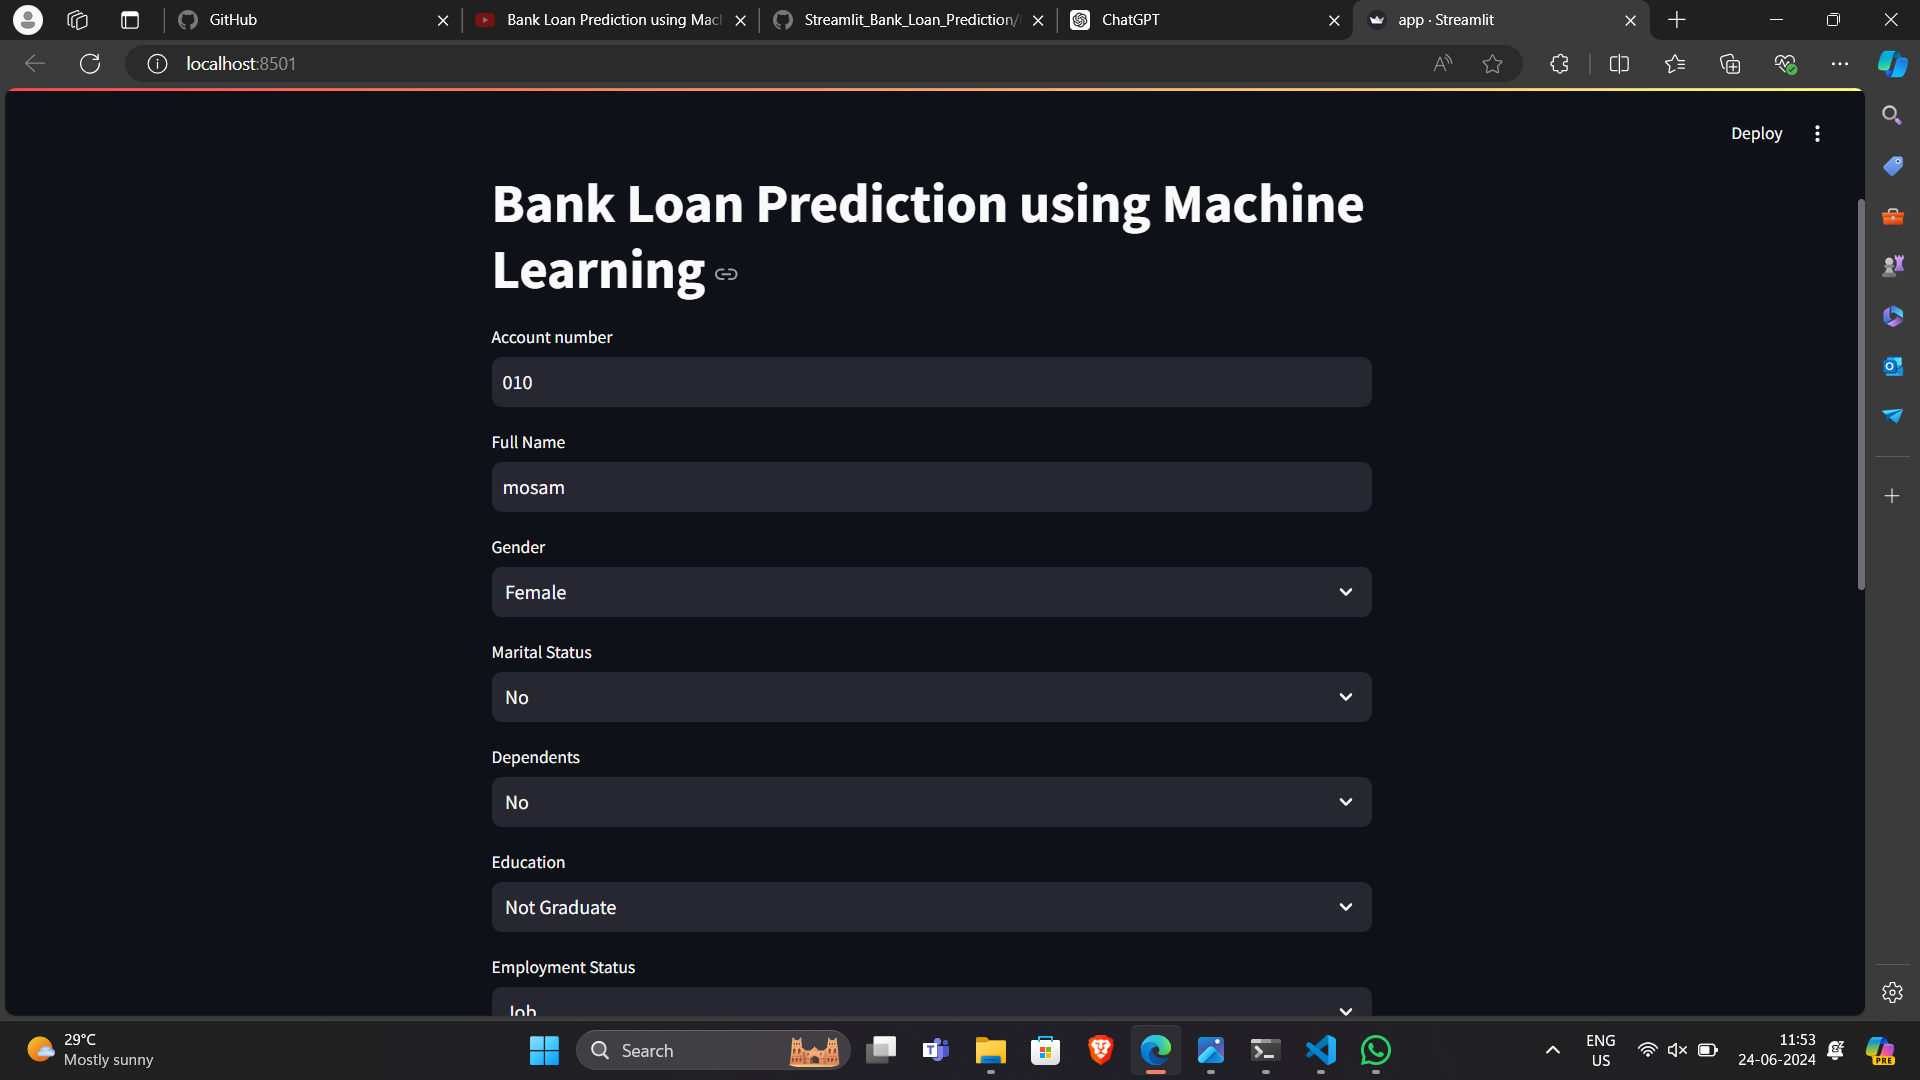 GitHub
Bank Loan Prediction using Mach
Streamlit_Bank_Loan_Prediction/
ChatGPT
app · Streamlit
localhost:8501
Deploy
Bank Loan Prediction using Machine
Learning
Account number
010
Full Name
mosam
Gender
Female
Marital Status
No
Dependents
No
Education
Not Graduate
Employment Status
Job
29°C
Mostly sunny
Search
ENG
US
11:53
24-06-2024
PRE